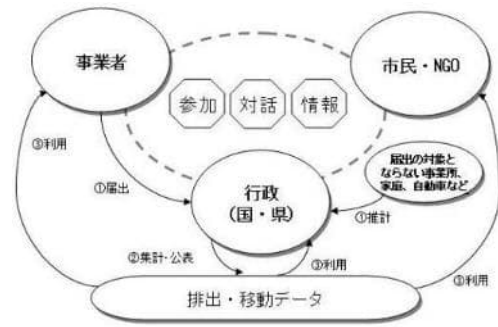 事業者
市民・NGO
参加
対話
情報
③利用
①届出
行政
(国・県)
届出の対象と
ならない事業所、
家庭、自動車など
①推計
②集計・公表
③利用
③利用
排出・移動データ